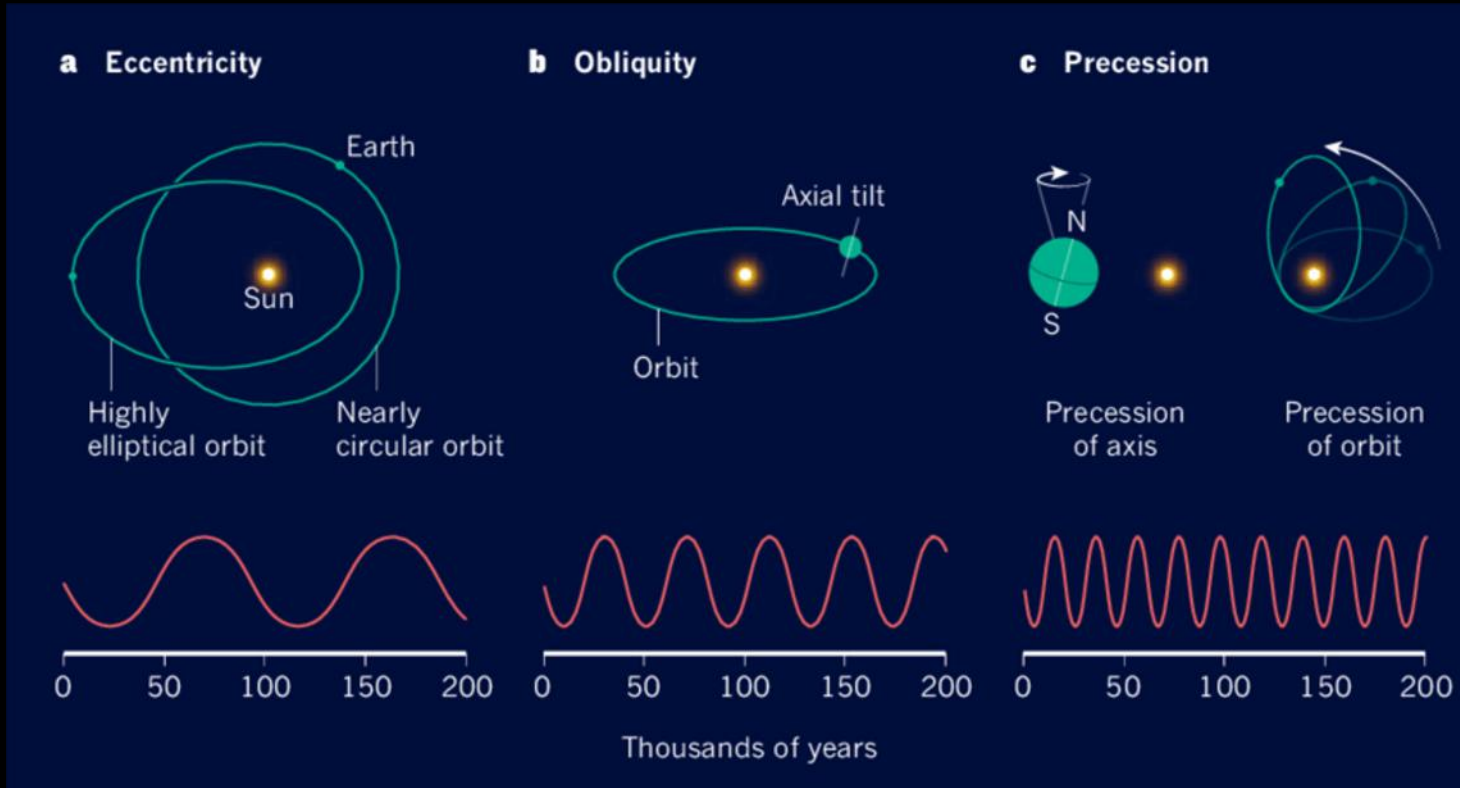 a Eccentricity
Earth
Sun
Highly
elliptical orbit
Nearly
circular orbit
0 50 100 150 200
b Obliquity
Axial tilt
Orbit
0 50 100 150 200
c Precession
N
S
Precession
of axis
Precession
of orbit
0 50 100 150 200
Thousands of years